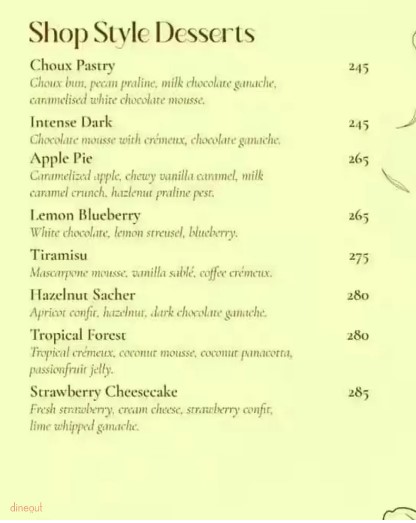 Shop Style Desserts
Choux Pastry 245
Choux bun, pecan praline, milk chocolate ganache,
caramelised white chocolate mousse.
Intense Dark 245
Chocolate mousse with crémeux, chocolate ganache.
Apple Pie 265
Caramelized apple, chewy vanilla caramel, milk
caramel crunch, hazlenut praline pest.
Lemon Blueberry 265
White chocolate, lemon streusel, blueberry.
Tiramisu 275
Mascarpone mousse, vanilla sablé, coffee crémeux.
Hazelnut Sacher 280
Apricot confit, hazelnut, dark chocolate ganache.
Tropical Forest 280
Tropical crémeux, coconut mousse, coconut panacotta,
passionfruit jelly.
Strawberry Cheesecake 285
Fresh strawberry, cream cheese, strawberry confit,
lime whipped ganache.
dineout